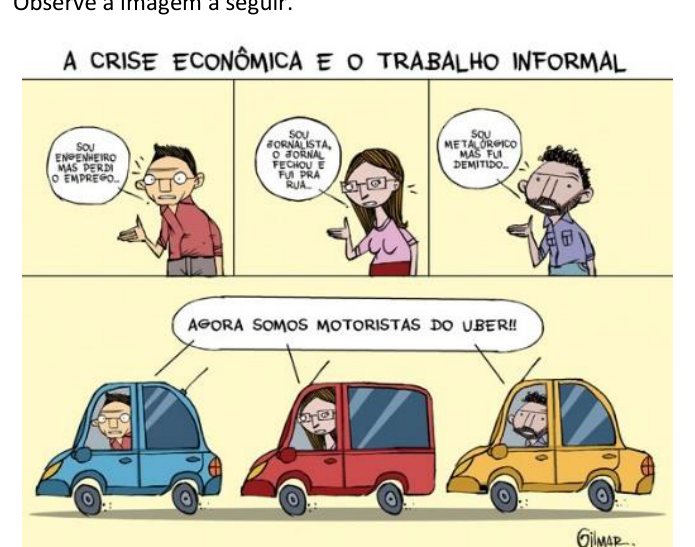 Observe a imagem a seguir.
A CRISE ECONÔMICA E O TRABALHO INFORMAL
SOU
ENGENHEIRO
MAS PERDI
O EMPREGO...
SOU
JORNALISTA,
O JORNAL
FECHOU E
FUI PRA
RUA...
SOU
METALÚRGICO
MAS FUI
DEMITIDO...
AGORA SOMOS MOTORISTAS DO UBER!!
GILMAR.